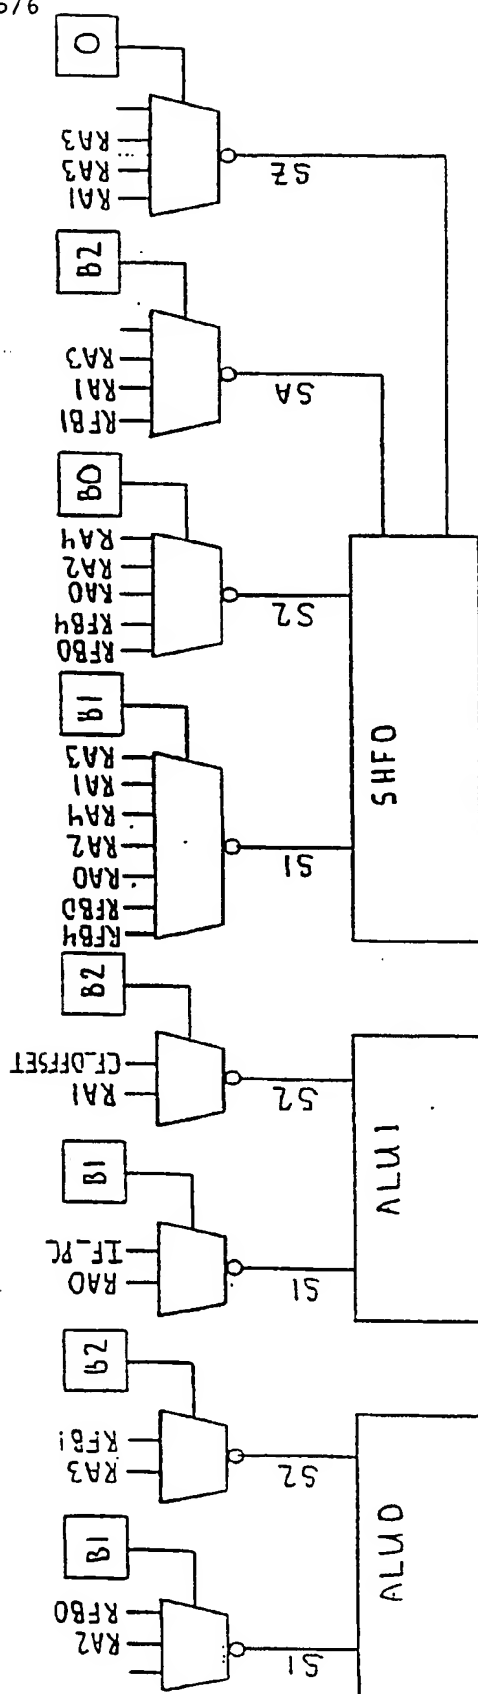 5/6
0
RA3
RA3
RA1
SZ
B2
RA3
RA1
RFB1
SA
B0
RA4
RA2
RA0
RFB4
RFB0
S2
B1
RA3
RA1
RA4
RA2
RA0
RFB0
RFB4
S1
SHF0
B2
CF_OFFSET
RA1
S2
B1
IF_PC
RA0
S1
ALU1
B2
RFB1
RA3
S2
B1
RFB0
RA2
S1
ALU0